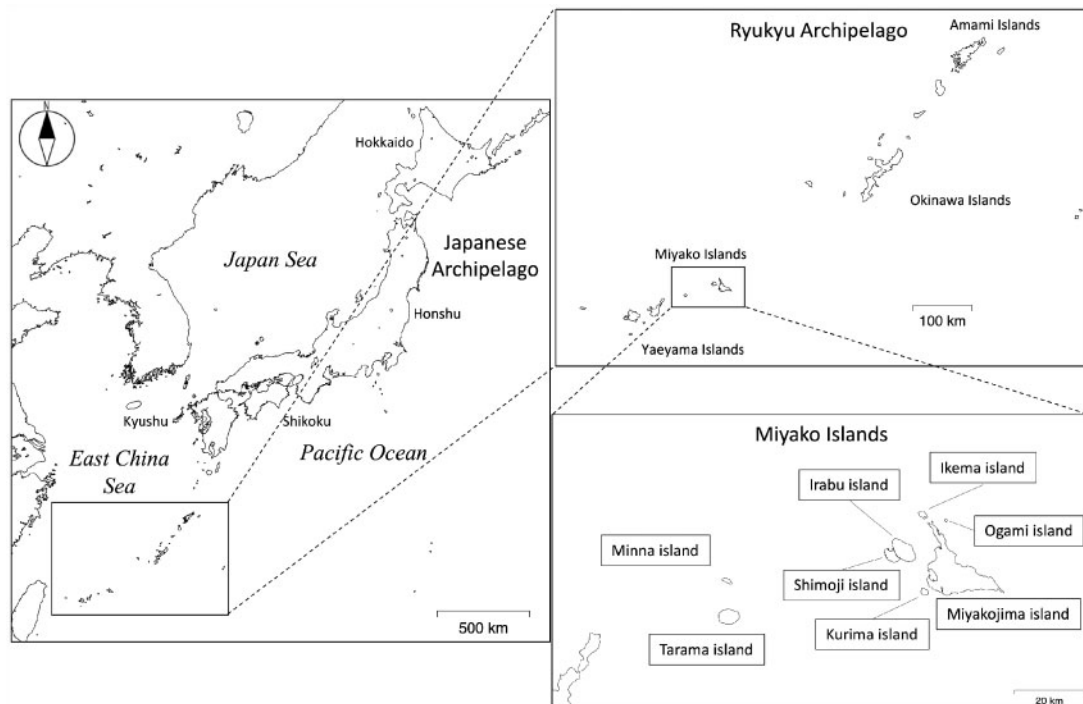 N
Hokkaido
Japan Sea
Japanese
Archipelago
Honshu
Kyushu
Shikoku
Pacific Ocean
East China
Sea
500 km
Ryukyu Archipelago
Amami Islands
Okinawa Islands
Miyako Islands
Yaeyama Islands
100 km
Miyako Islands
Ikema island
Irabu island
Ogami island
Minna island
Shimoji island
Miyakojima island
Kurima island
Tarama island
20 km